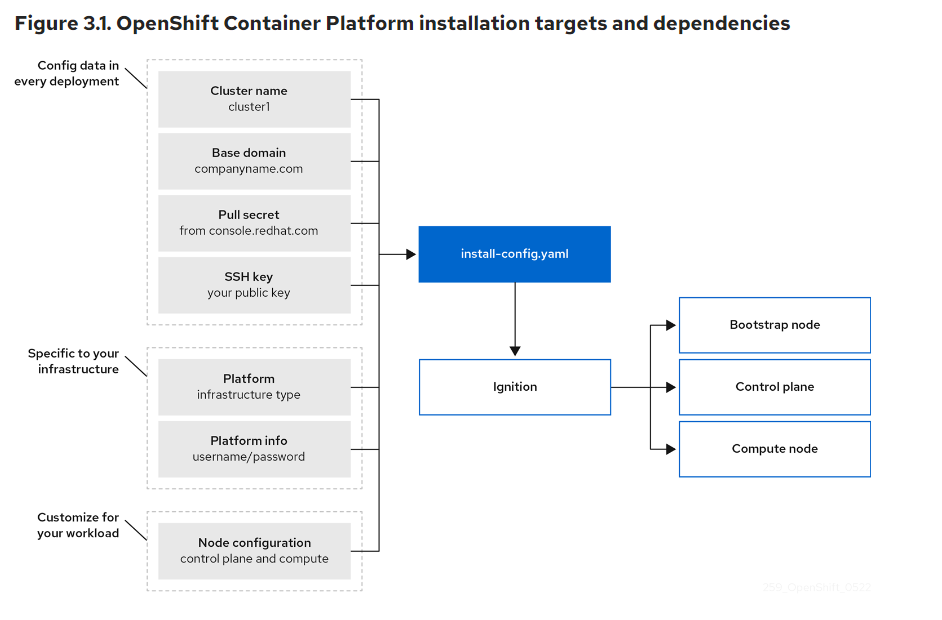 Figure 3.1. OpenShift Container Platform installation targets and dependencies
Config data in
every deployment
Cluster name
cluster1
Base domain
companyname.com
Pull secret
from console.redhat.com
SSH key
your public key
Specific to your
infrastructure
Platform
infrastructure type
Platform info
username/password
Customize for
your workload
Node configuration
control plane and compute
install-config.yaml
Ignition
Bootstrap node
Control plane
Compute node
259_OpenShift_0522